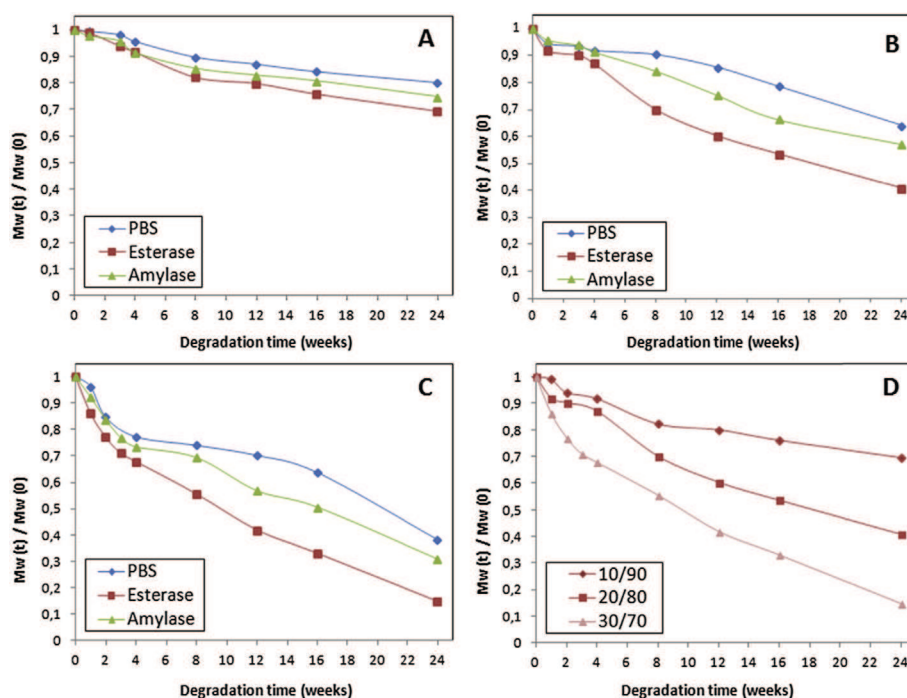 A
Mw (t) / Mw (0)
1
0,9
0,8
0,7
0,6
0,5
0,4
0,3
0,2
0,1
0
PBS
Esterase
Amylase
0 2 4 6 8 10 12 14 16 18 20 22 24
Degradation time (weeks)
B
Mw (t) / Mw (0)
1
0,9
0,8
0,7
0,6
0,5
0,4
0,3
0,2
0,1
0
PBS
Esterase
Amylase
0 2 4 6 8 10 12 14 16 18 20 22 24
Degradation time (weeks)
C
Mw (t) / Mw (0)
1
0,9
0,8
0,7
0,6
0,5
0,4
0,3
0,2
0,1
0
PBS
Esterase
Amylase
0 2 4 6 8 10 12 14 16 18 20 22 24
Degradation time (weeks)
D
Mw (t) / Mw (0)
1
0,9
0,8
0,7
0,6
0,5
0,4
0,3
0,2
0,1
0
10/90
20/80
30/70
0 2 4 6 8 10 12 14 16 18 20 22 24
Degradation time (weeks)